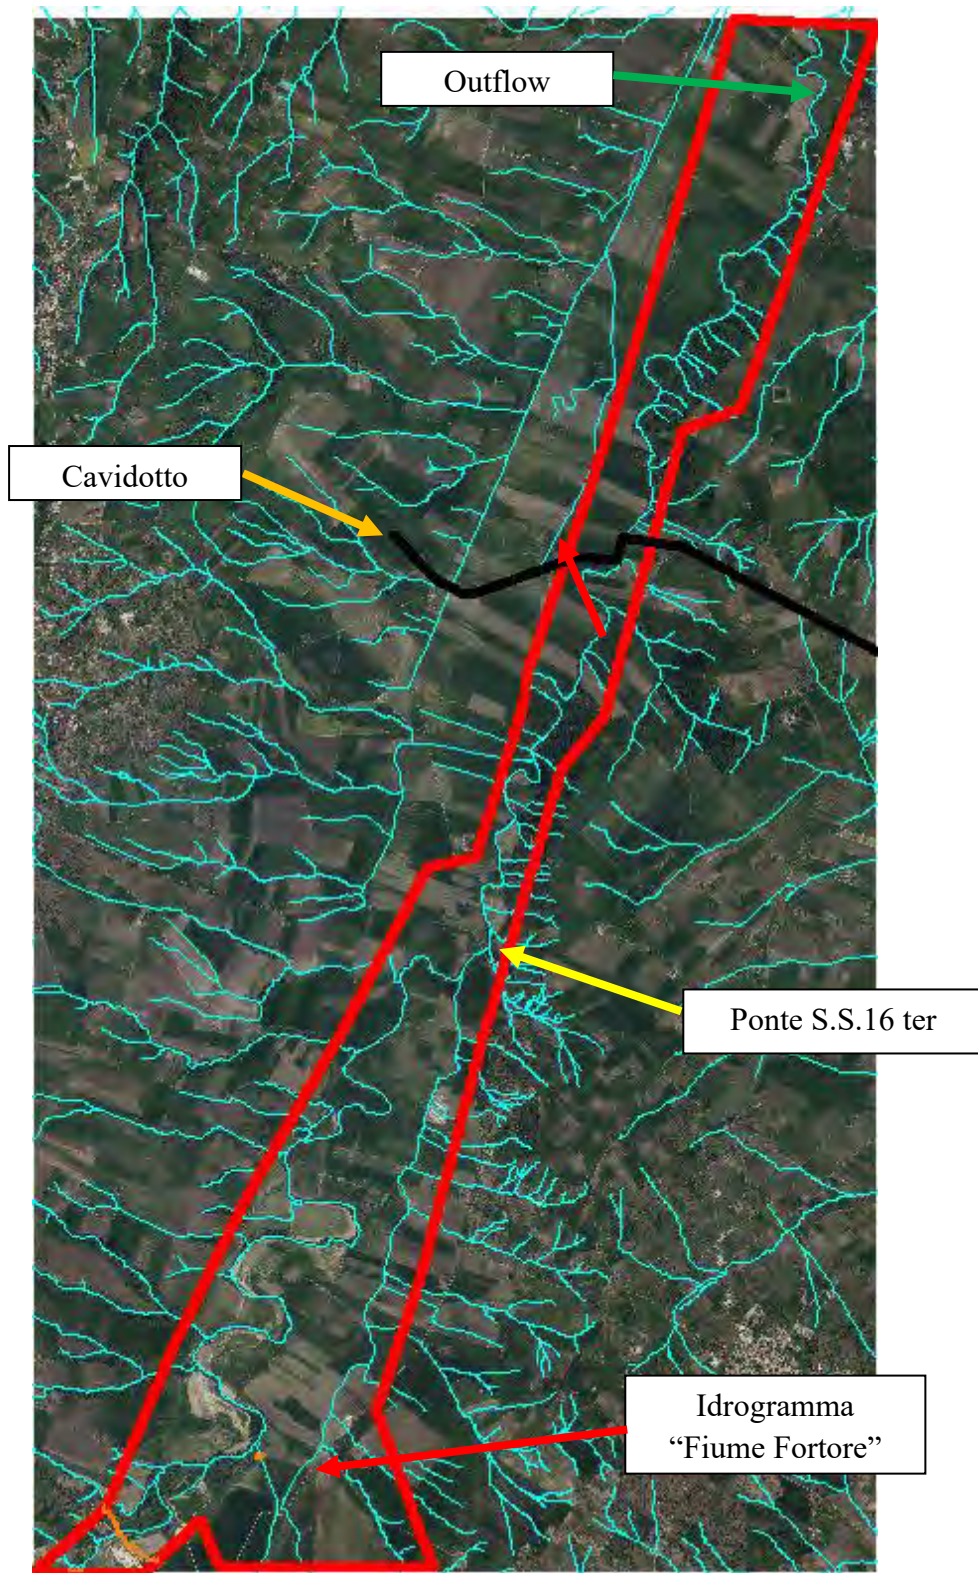 Outflow
Cavidotto
Ponte S.S.16 ter
Idrogramma
“Fiume Fortore”